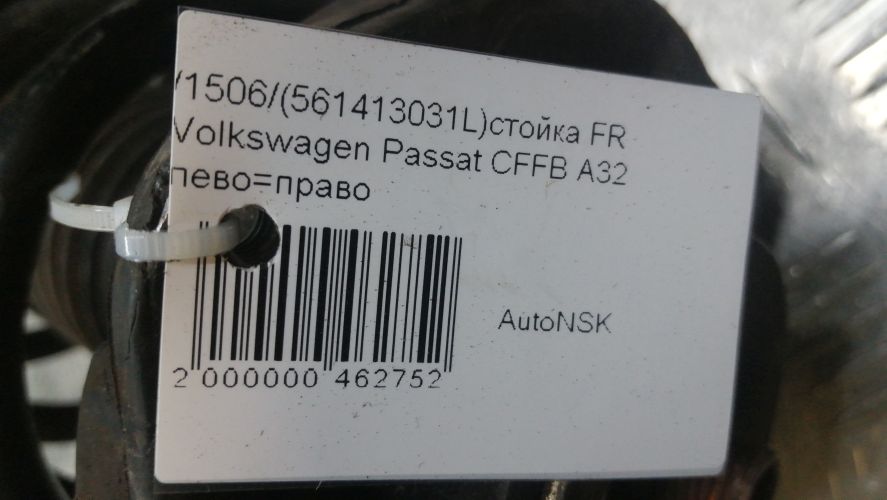 /1506/(561413031L)стойка FR
Volkswagen Passat CFFB A32
лево=право
AutoNSK
2 000000 462752